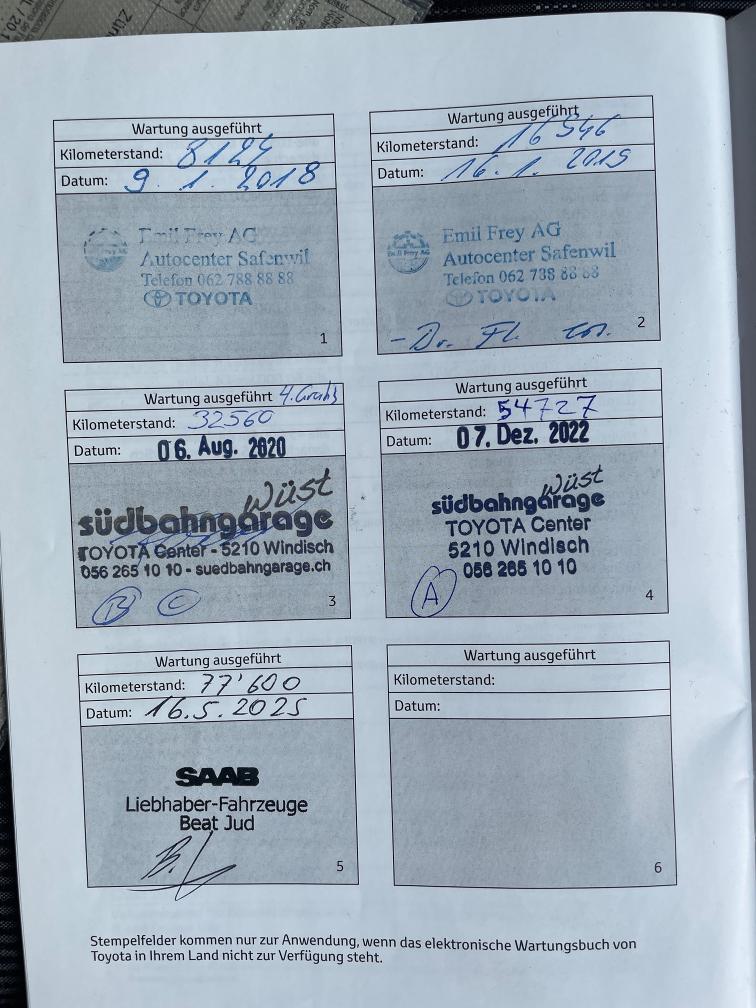 Wartung ausgeführt
Kilometerstand: 8124
Datum: 9. 1. 2018
Emil Frey AG
Autocenter Safenwil
Telefon 062 788 88 88
TOYOTA
1
Wartung ausgeführt
Kilometerstand: 16546
Datum: 16. 1. 2019
Emil Frey AG
Autocenter Safenwil
Telefon 062 788 88 88
TOYOTA
2
Wartung ausgeführt
Kilometerstand: 32560
Datum: 06. Aug. 2020
Wüst
südbahngarage
TOYOTA Center - 5210 Windisch
056 265 10 10 - suedbahngarage.ch
B C
3
Wartung ausgeführt
Kilometerstand: 54727
Datum: 07. Dez. 2022
Wüst
südbahngarage
TOYOTA Center
5210 Windisch
056 265 10 10
A
4
Wartung ausgeführt
Kilometerstand: 77'600
Datum: 16.5.2025
SAAB
Liebhaber-Fahrzeuge
Beat Jud
5
Wartung ausgeführt
Kilometerstand:
Datum:
6
Stempelfelder kommen nur zur Anwendung, wenn das elektronische Wartungsbuch von
Toyota in Ihrem Land nicht zur Verfügung steht.